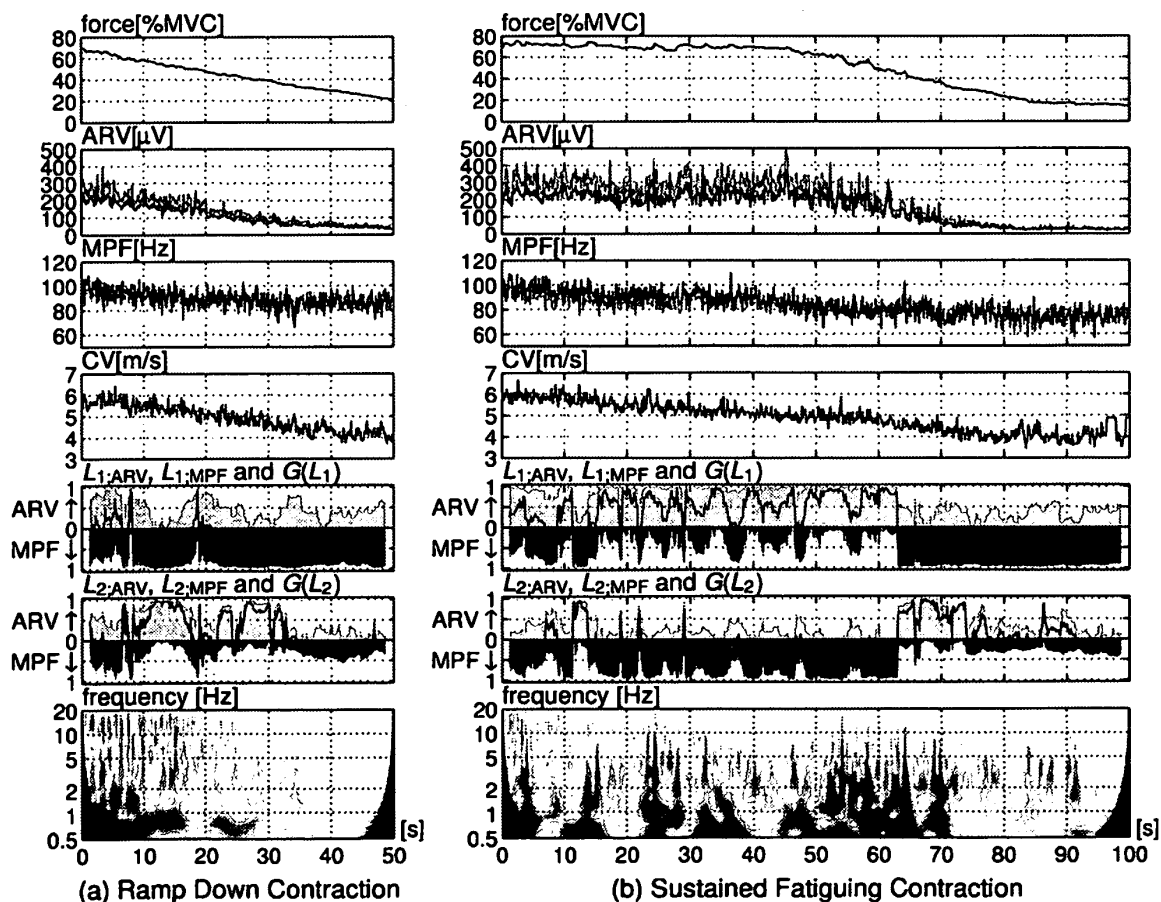 force[%MVC]
80
60
40
20
0
ARV[µV]
500
400
300
200
100
0
MPF[Hz]
120
100
80
60
CV[m/s]
7
6
5
4
3
L1;ARV, L1;MPF and G(L1)
1
ARV ↑
0
MPF ↓
1
L2;ARV, L2;MPF and G(L2)
1
ARV ↑
0
MPF ↓
1
frequency [Hz]
20
10
5
2
1
0.5
0 10 20 30 40 50
(a) Ramp Down Contraction
force[%MVC]
80
60
40
20
0
ARV[µV]
500
400
300
200
100
0
MPF[Hz]
120
100
80
60
CV[m/s]
7
6
5
4
3
L1;ARV, L1;MPF and G(L1)
1
ARV ↑
0
MPF ↓
1
L2;ARV, L2;MPF and G(L2)
1
ARV ↑
0
MPF ↓
1
frequency [Hz]
20
10
5
2
1
0.5
[s]
0 10 20 30 40 50 60 70 80 90 100
[s]
(b) Sustained Fatiguing Contraction